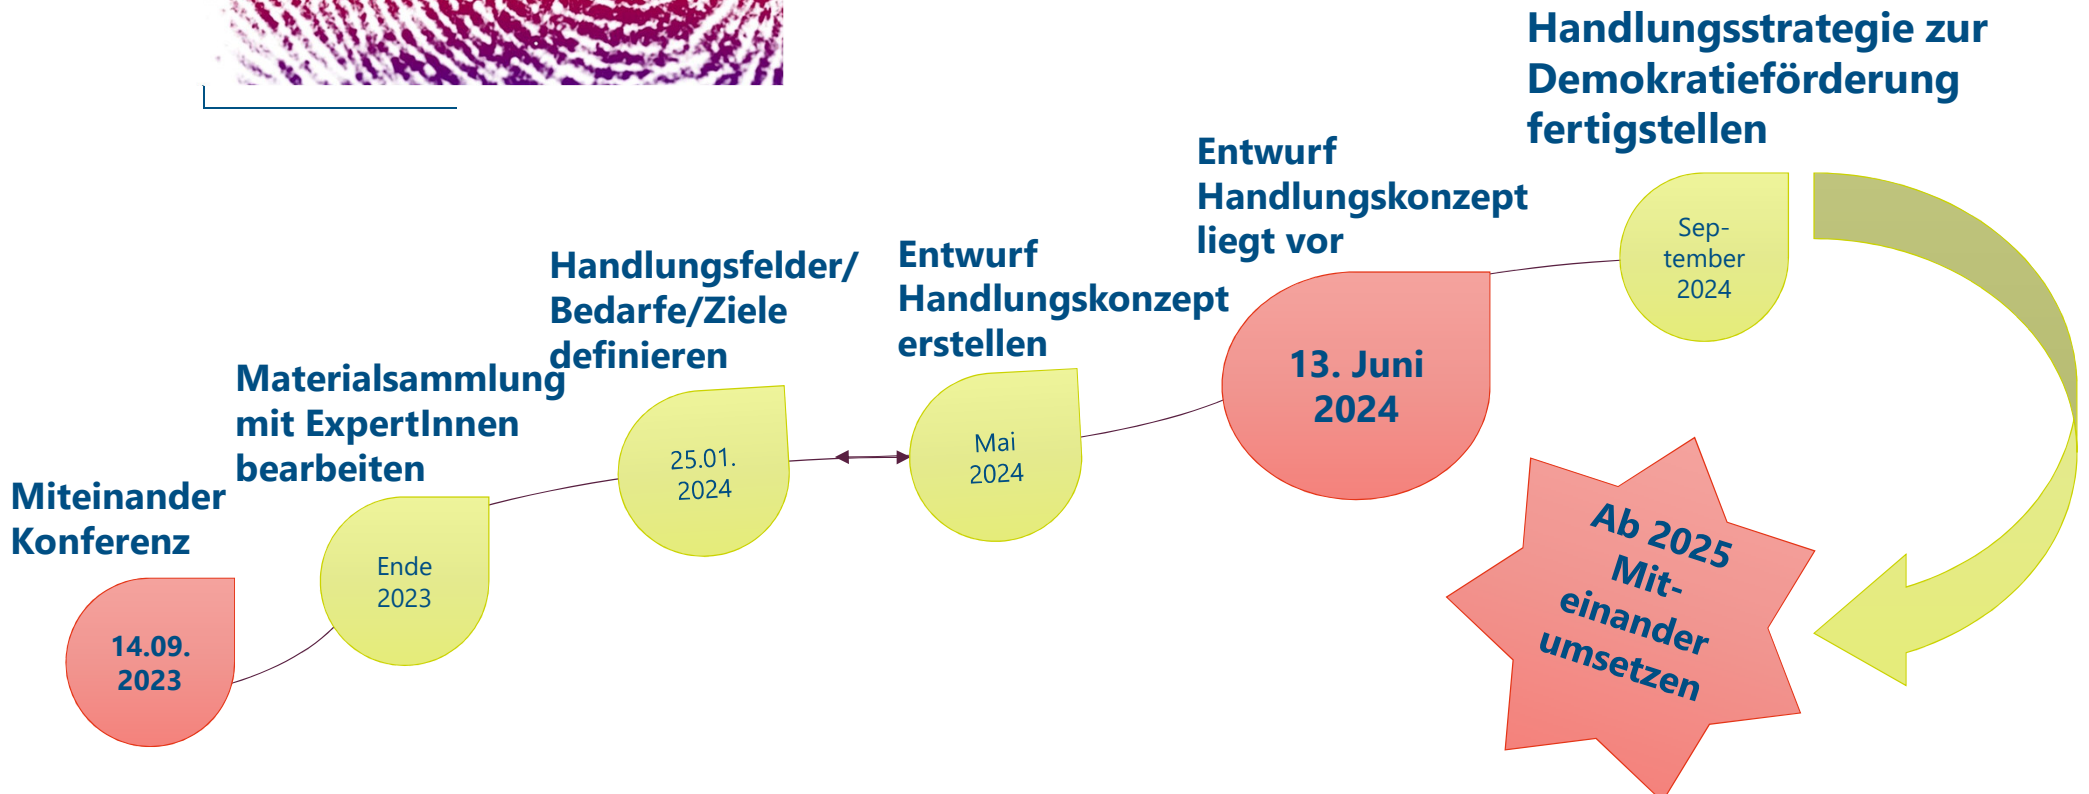 Miteinander
Konferenz
14.09.
2023
Materialsammlung
mit ExpertInnen
bearbeiten
Ende
2023
Handlungsfelder/
Bedarfe/Ziele
definieren
25.01.
2024
Entwurf
Handlungskonzept
erstellen
Mai
2024
Entwurf
Handlungskonzept
liegt vor
13. Juni
2024
Handlungsstrategie zur
Demokratieförderung
fertigstellen
Sep-
tember
2024
Ab 2025
Mit-
einander
umsetzen